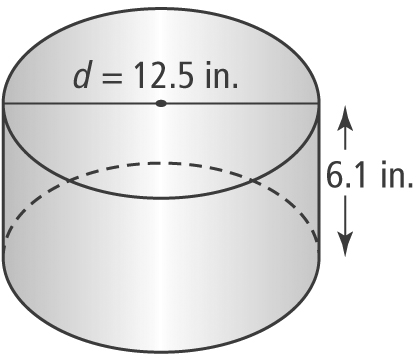 d = 12.5 in.
6.1 in.